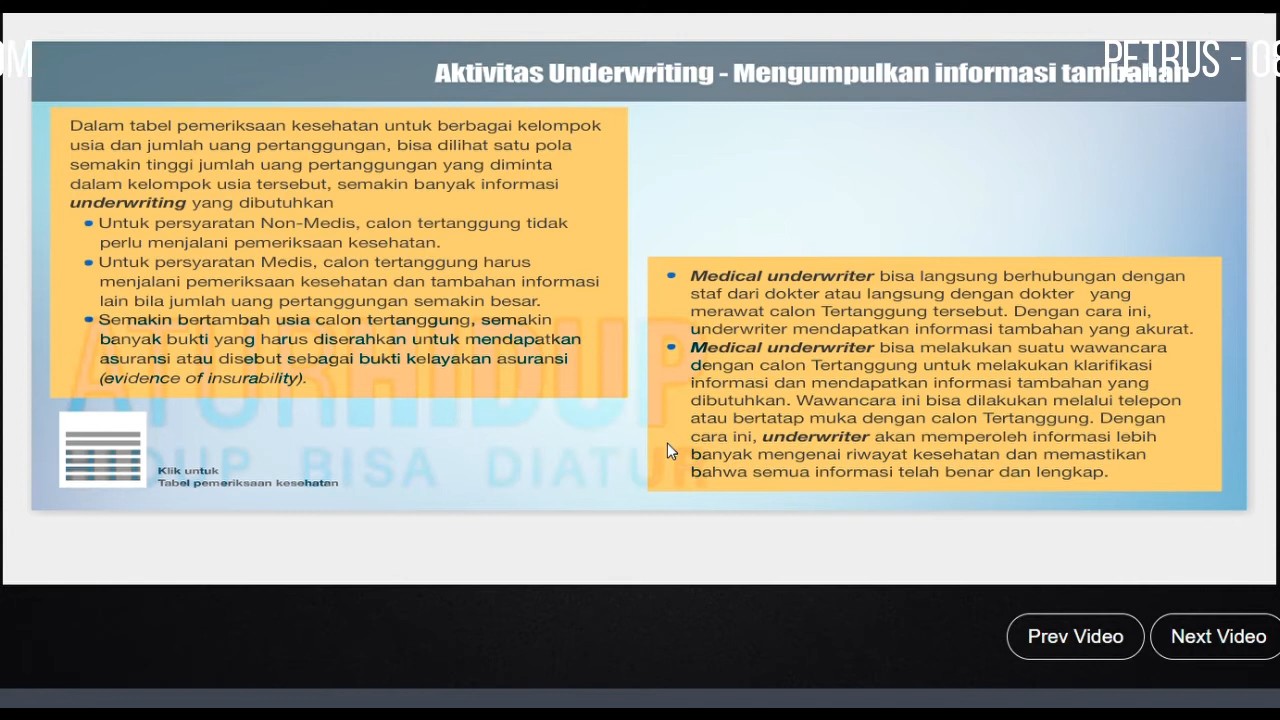 OM
PETRUS - 08
Aktivitas Underwriting - Mengumpulkan informasi tambahan
Dalam tabel pemeriksaan kesehatan untuk berbagai kelompok
usia dan jumlah uang pertanggungan, bisa dilihat satu pola
semakin tinggi jumlah uang pertanggungan yang diminta
dalam kelompok usia tersebut, semakin banyak informasi
underwriting yang dibutuhkan
• Untuk persyaratan Non-Medis, calon tertanggung tidak
perlu menjalani pemeriksaan kesehatan.
• Untuk persyaratan Medis, calon tertanggung harus
menjalani pemeriksaan kesehatan dan tambahan informasi
lain bila jumlah uang pertanggungan semakin besar.
• Semakin bertambah usia calon tertanggung, semakin
banyak bukti yang harus diserahkan untuk mendapatkan
asuransi atau disebut sebagai bukti kelayakan asuransi
(evidence of insurability).
Klik untuk
Tabel pemeriksaan kesehatan
• Medical underwriter bisa langsung berhubungan dengan
staf dari dokter atau langsung dengan dokter yang
merawat calon Tertanggung tersebut. Dengan cara ini,
underwriter mendapatkan informasi tambahan yang akurat.
• Medical underwriter bisa melakukan suatu wawancara
dengan calon Tertanggung untuk melakukan klarifikasi
informasi dan mendapatkan informasi tambahan yang
dibutuhkan. Wawancara ini bisa dilakukan melalui telepon
atau bertatap muka dengan calon Tertanggung. Dengan
cara ini, underwriter akan memperoleh informasi lebih
banyak mengenai riwayat kesehatan dan memastikan
bahwa semua informasi telah benar dan lengkap.
ATURHIDUP
HIDUP BISA DIATUR
Prev Video
Next Video